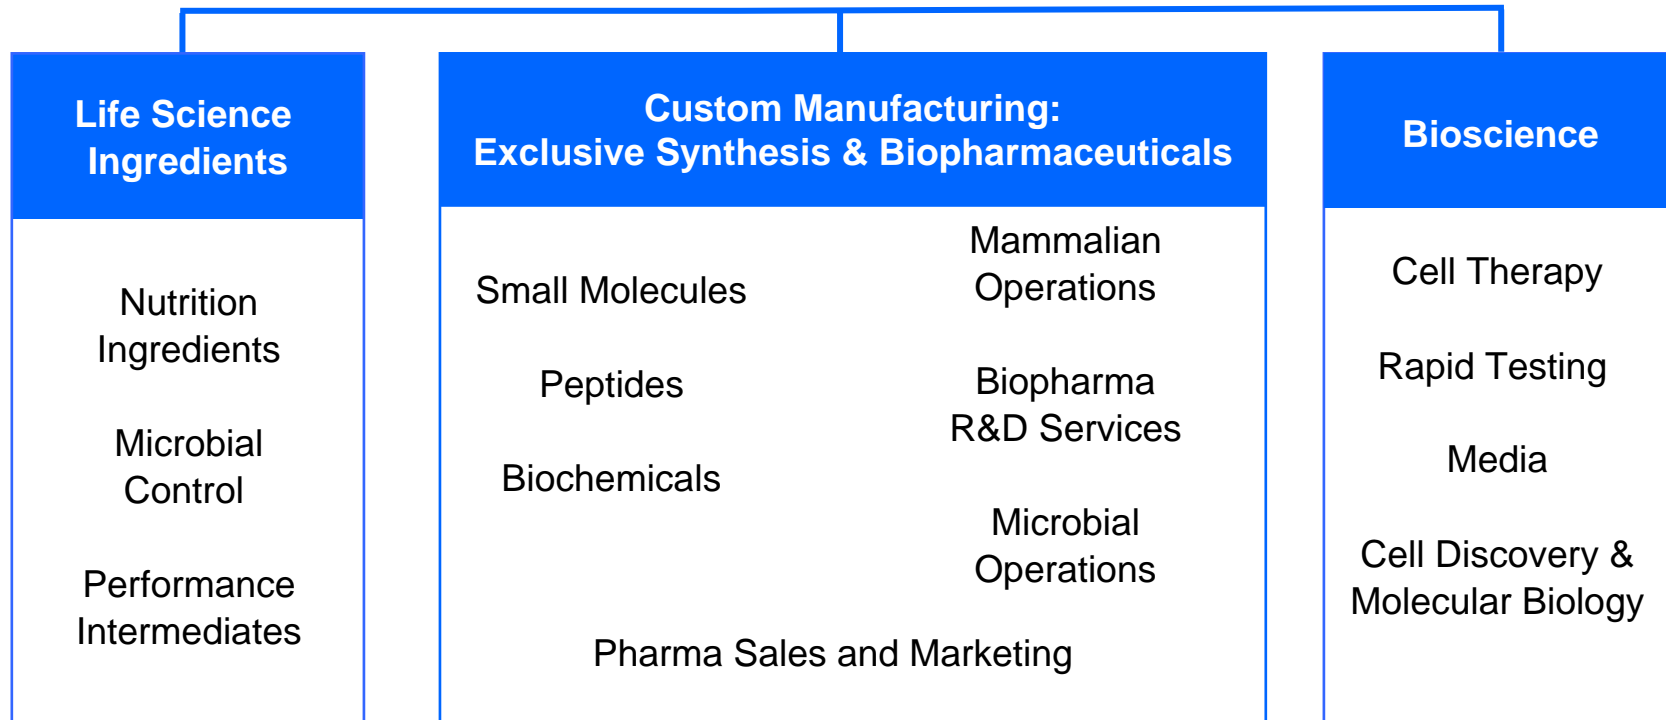 Life Science
Ingredients
Nutrition
Ingredients
Microbial
Control
Performance
Intermediates
Custom Manufacturing:
Exclusive Synthesis & Biopharmaceuticals
Small Molecules
Peptides
Biochemicals
Mammalian
Operations
Biopharma
R&D Services
Microbial
Operations
Pharma Sales and Marketing
Bioscience
Cell Therapy
Rapid Testing
Media
Cell Discovery &
Molecular Biology